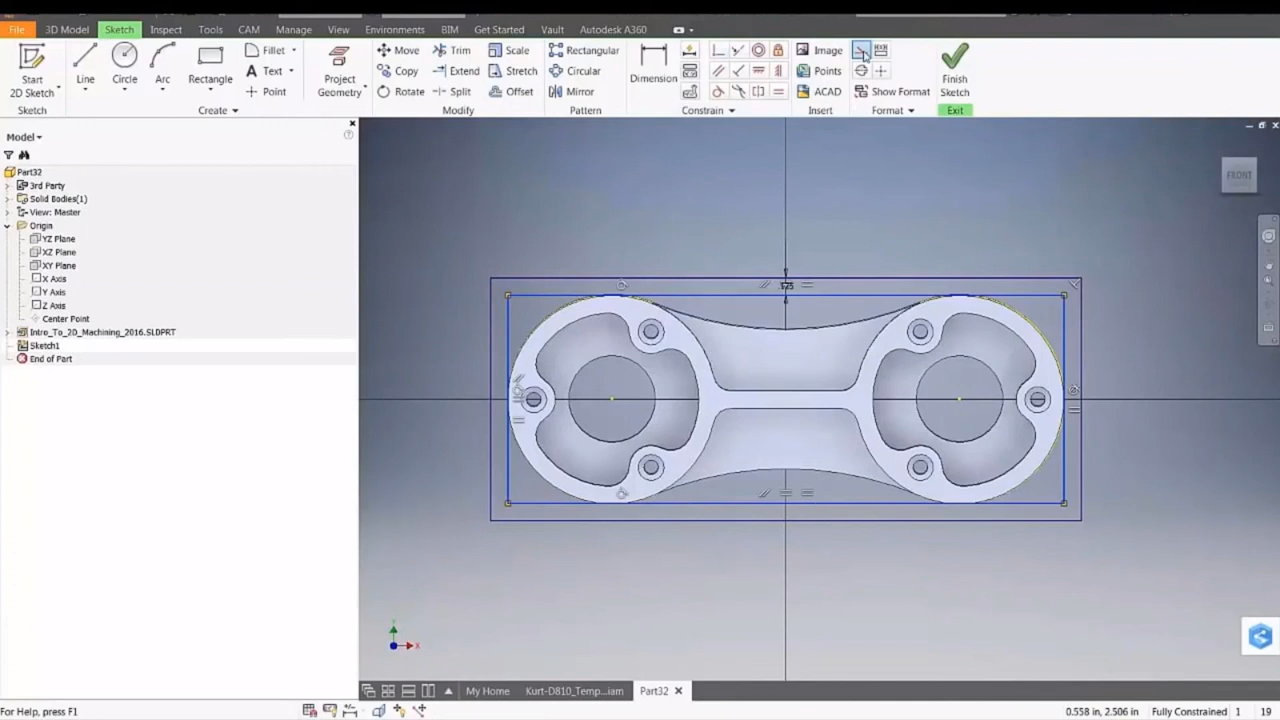 File 3D Model Sketch Inspect Tools CAM Manage View Environments BIM Get Started Vault Autodesk A360
Start
2D Sketch
Line
Circle
Arc
Rectangle
Fillet
Text
Point
Project
Geometry
Move
Copy
Rotate
Trim
Extend
Split
Scale
Stretch
Offset
Rectangular
Circular
Mirror
Dimension
Image
Points
ACAD
Show Format
Finish
Sketch
Sketch Create Modify Pattern Constrain Insert Format Exit
Model
Part32
3rd Party
Solid Bodies(1)
View: Master
Origin
YZ Plane
XZ Plane
XY Plane
X Axis
Y Axis
Z Axis
Center Point
Intro_To_2D_Machining_2016.SLDPRT
Sketch1
End of Part
FRONT
.175
X
My Home Kurt-D810_Temp...iam Part32
For Help, press F1 0.558 in, 2.506 in Fully Constrained 1 19